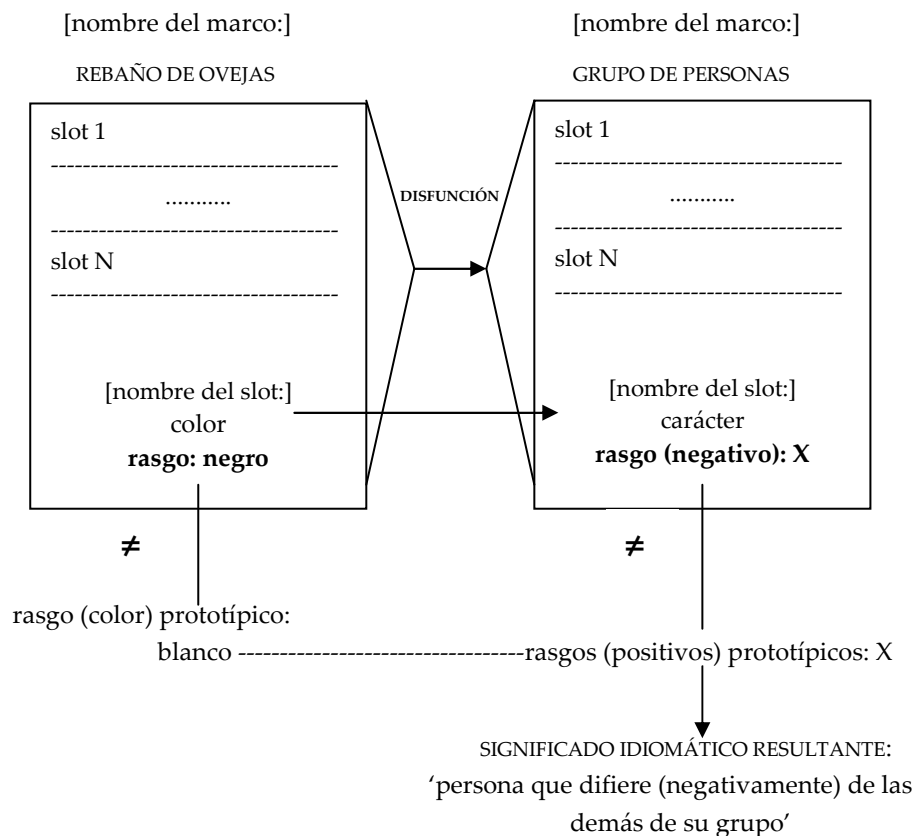 [nombre del marco:]
REBAÑO DE OVEJAS
slot 1
...........
slot N
[nombre del slot:]
color
rasgo: negro
DISFUNCIÓN
[nombre del marco:]
GRUPO DE PERSONAS
slot 1
...........
slot N
[nombre del slot:]
carácter
rasgo (negativo): X
≠
≠
rasgo (color) prototípico:
blanco ----------------------------------rasgos (positivos) prototípicos: X
SIGNIFICADO IDIOMÁTICO RESULTANTE:
‘persona que difiere (negativamente) de las
demás de su grupo’